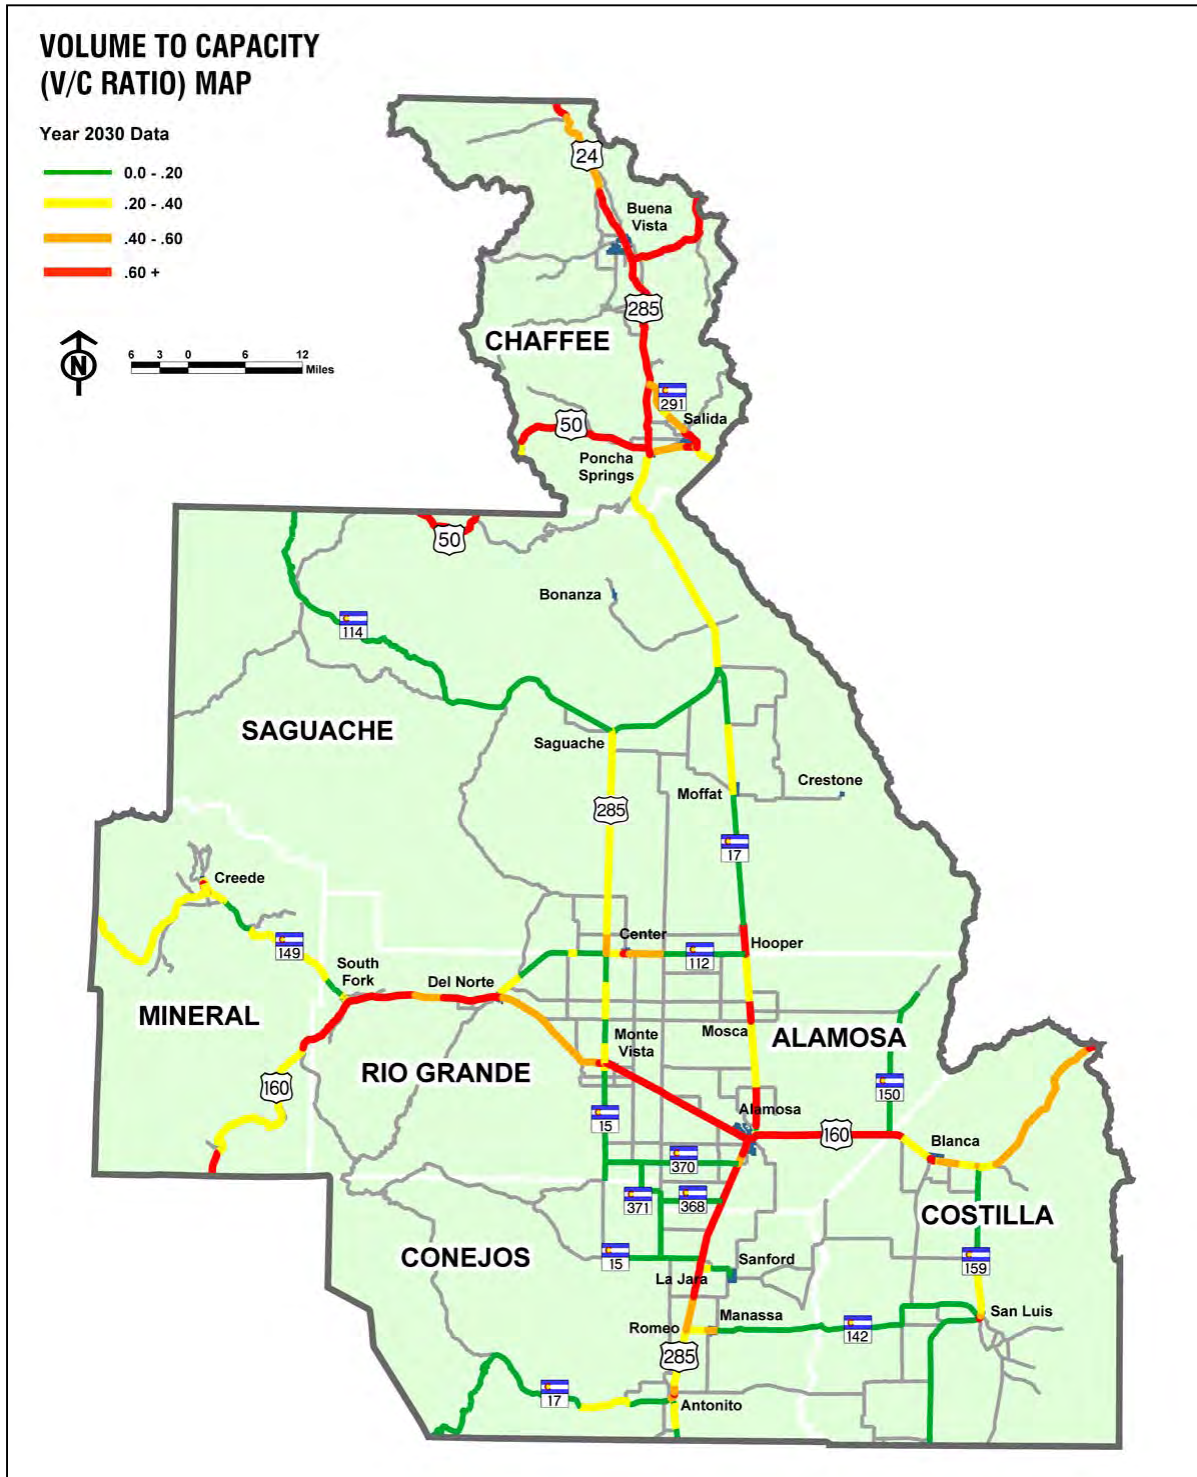 VOLUME TO CAPACITY
(V/C RATIO) MAP
Year 2030 Data
0.0 - .20
.20 - .40
.40 - .60
.60 +
N
6 3 0 6 12
Miles
24
Buena
Vista
285
CHAFFEE
291
Salida
50
Poncha
Springs
50
Bonanza
114
SAGUACHE
Saguache
Crestone
Moffat
285
17
Creede
Center
Hooper
149
112
South
Fork
Del Norte
MINERAL
Mosca
ALAMOSA
Monte
Vista
RIO GRANDE
160
150
Alamosa
15
160
Blanca
370
371
368
COSTILLA
CONEJOS
15
Sanford
159
La Jara
Manassa
San Luis
Romeo
142
285
17
Antonito